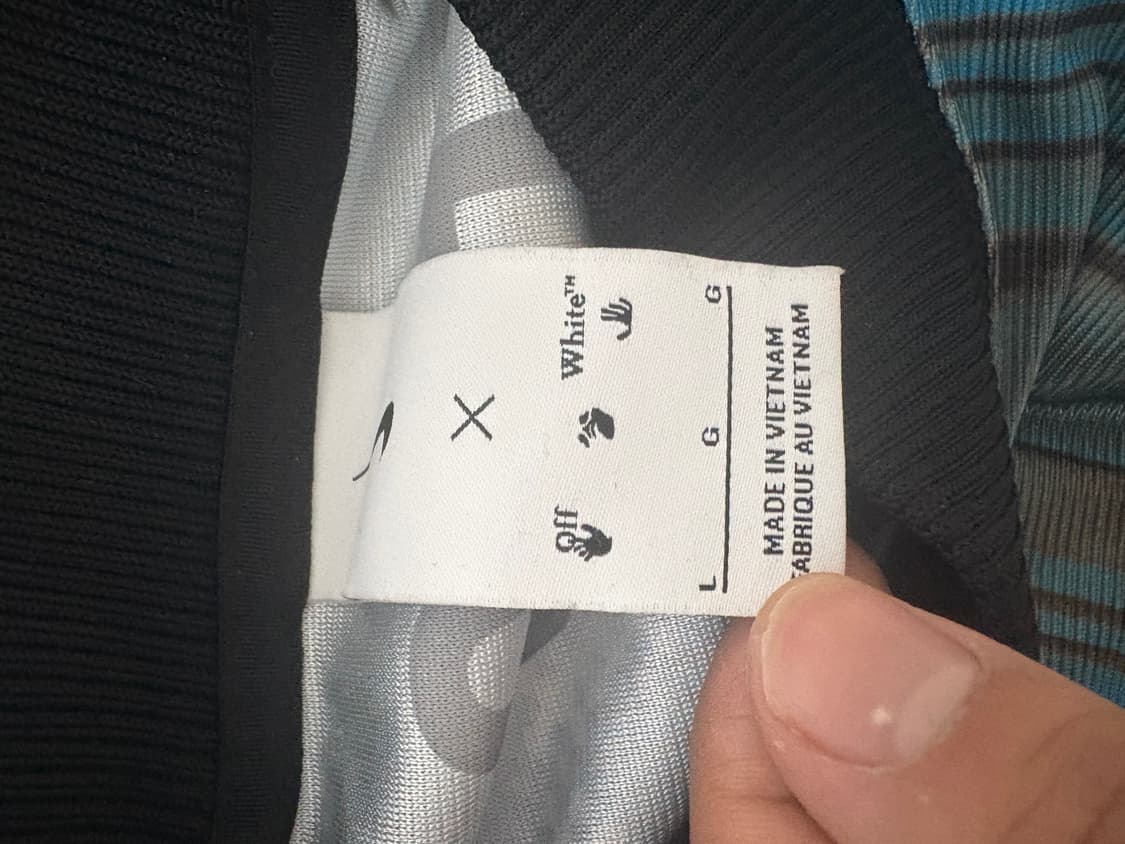 X
Off White™
L G G
MADE IN VIETNAM
FABRIQUE AU VIETNAM